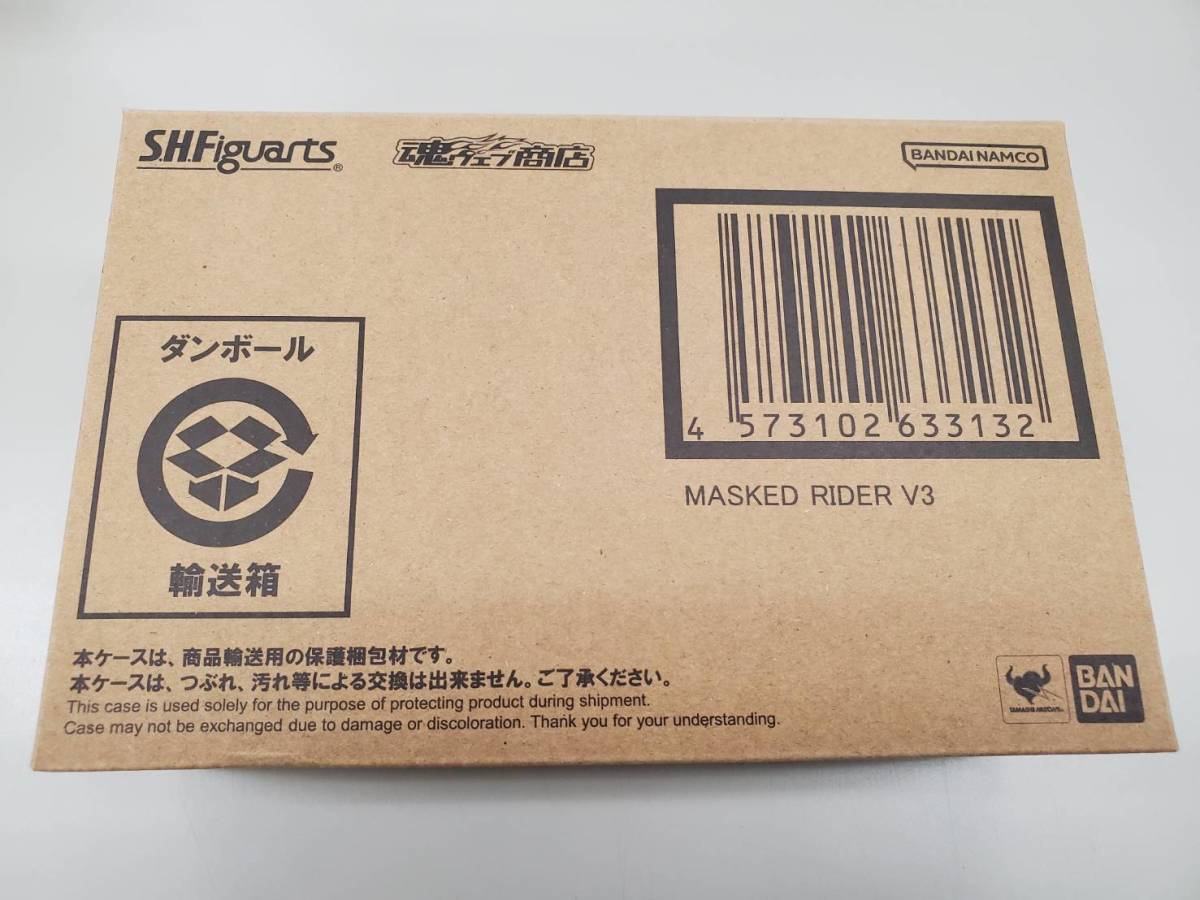 S.H.Figuarts®
魂ウェブ商店
BANDAI NAMCO
4 573102 633132
MASKED RIDER V3
ダンボール
輸送箱
本ケースは、商品輸送用の保護梱包材です。
本ケースは、つぶれ、汚れ等による交換は出来ません。ご了承ください。
This case is used solely for the purpose of protecting product during shipment.
Case may not be exchanged due to damage or discoloration. Thank you for your understanding.
TAMASHII NATIONS
BAN
DAI